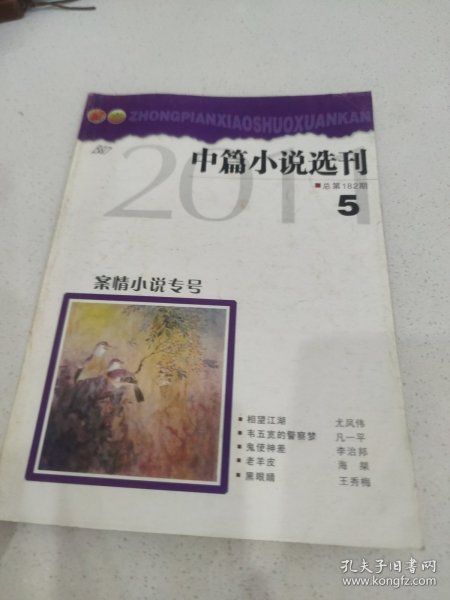 ZHONGPIANXIAOSHUOXUANKAN
2011
中篇小说选刊
■总第182期
5
案情小说专号
• 相望江湖 尤凤伟
• 韦五宽的警察梦 凡一平
• 鬼使神差 李治邦
• 老羊皮 海桀
• 黑眼睛 王秀梅
孔夫子旧书网
www.kongfz.com